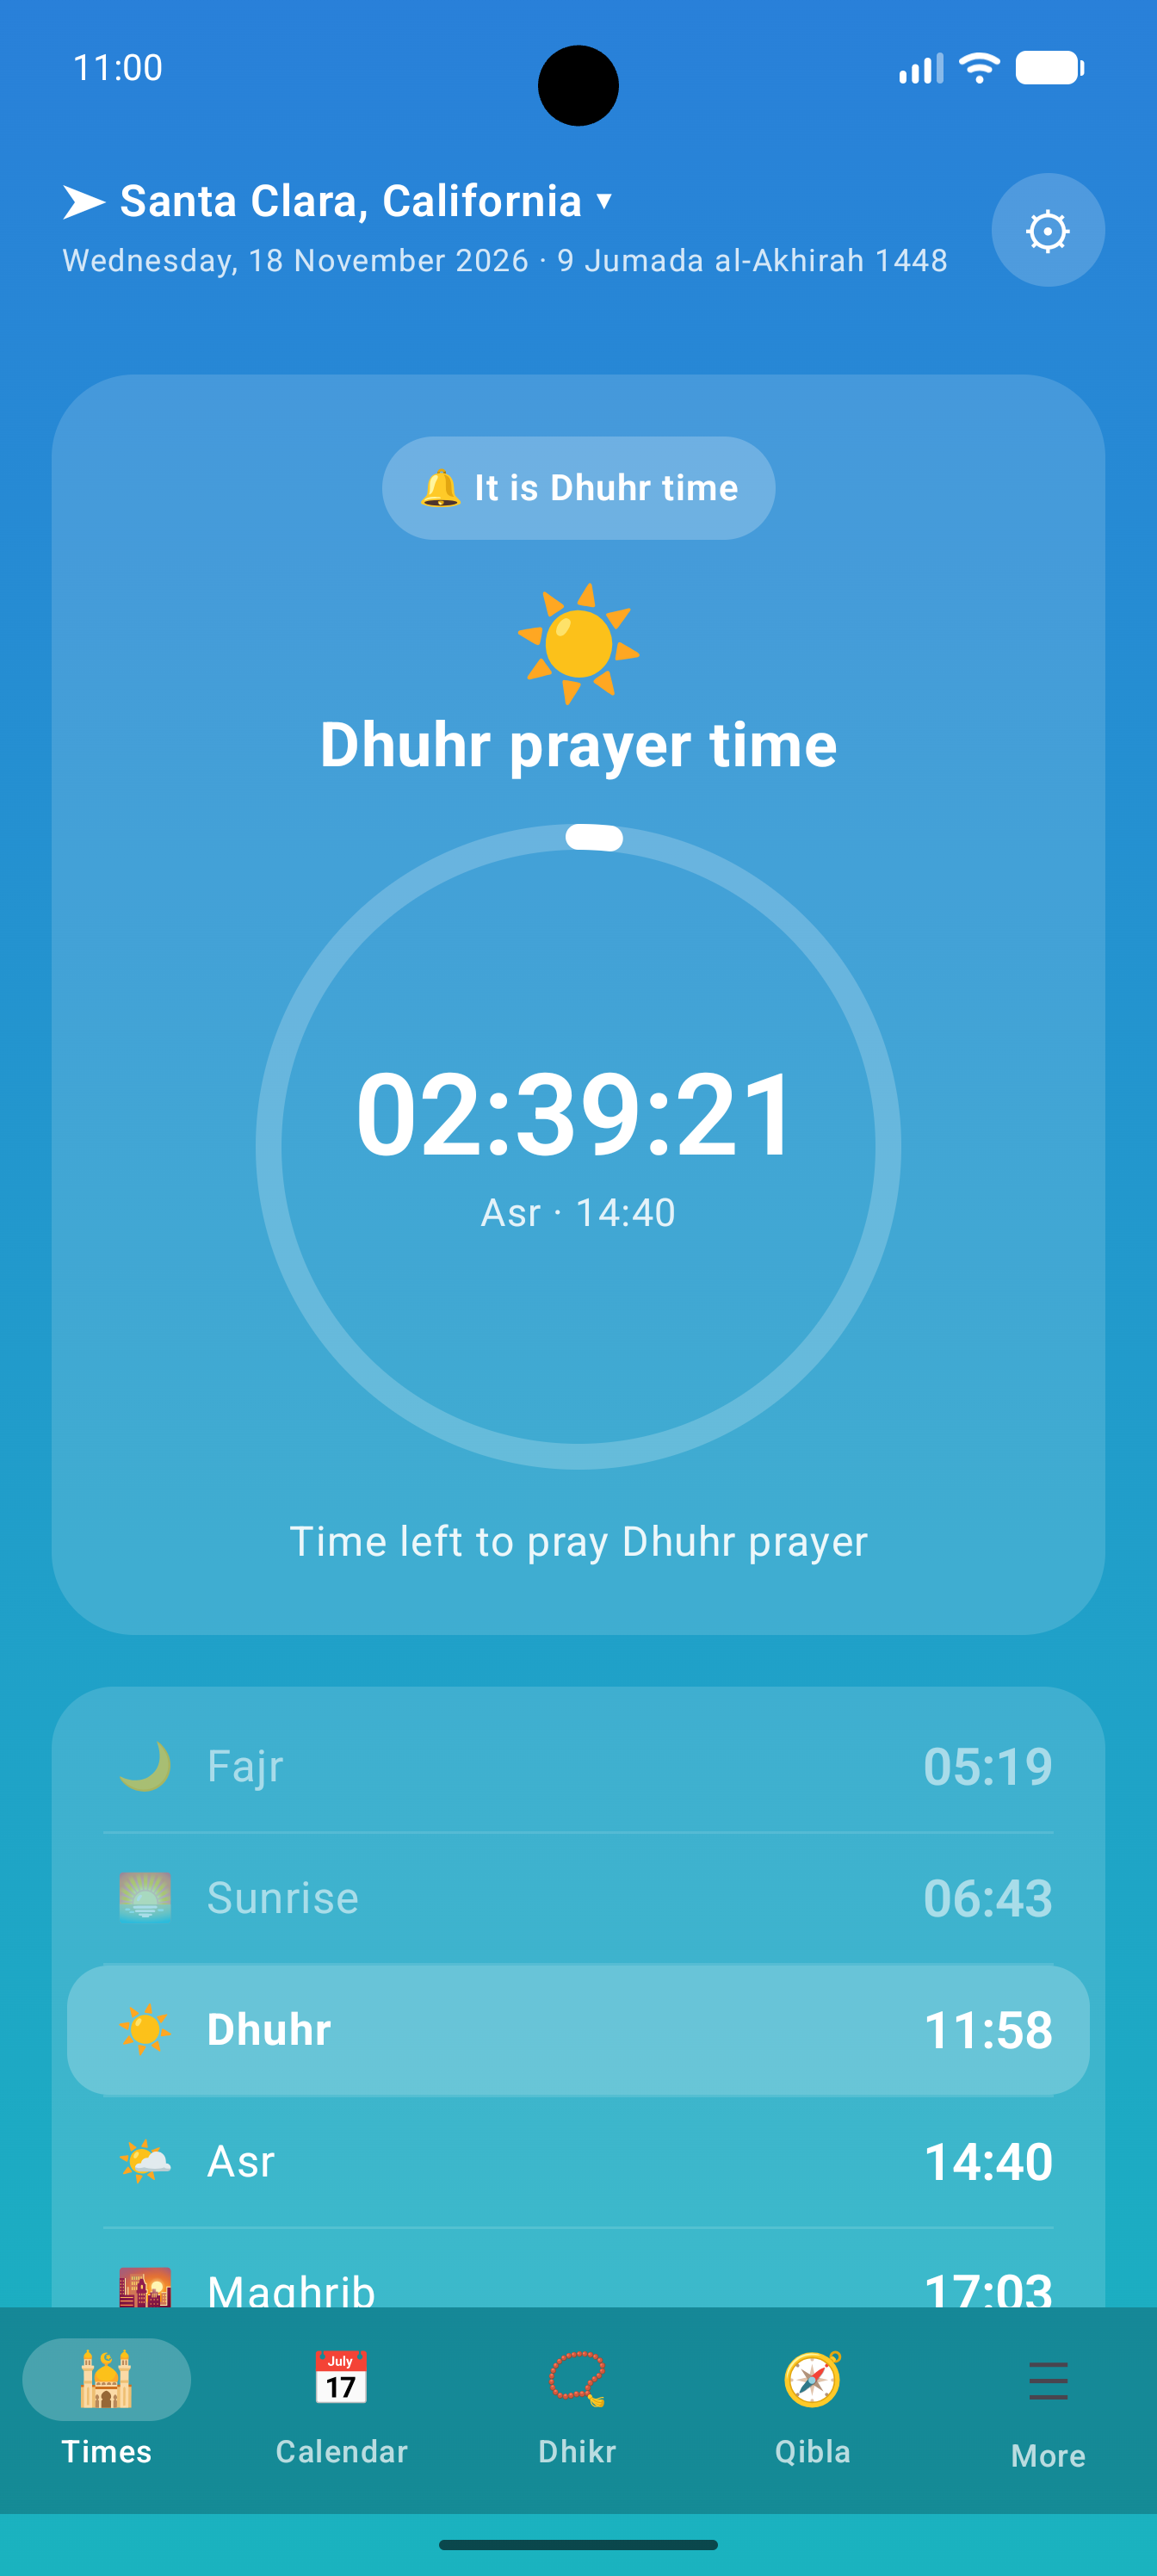 11:00
Santa Clara, California ▾
Wednesday, 18 November 2026 · 9 Jumada al-Akhirah 1448
It is Dhuhr time
Dhuhr prayer time
02:39:21
Asr · 14:40
Time left to pray Dhuhr prayer
Fajr 05:19
Sunrise 06:43
Dhuhr 11:58
Asr 14:40
Maghrib 17:03
July
17
Times Calendar Dhikr Qibla More